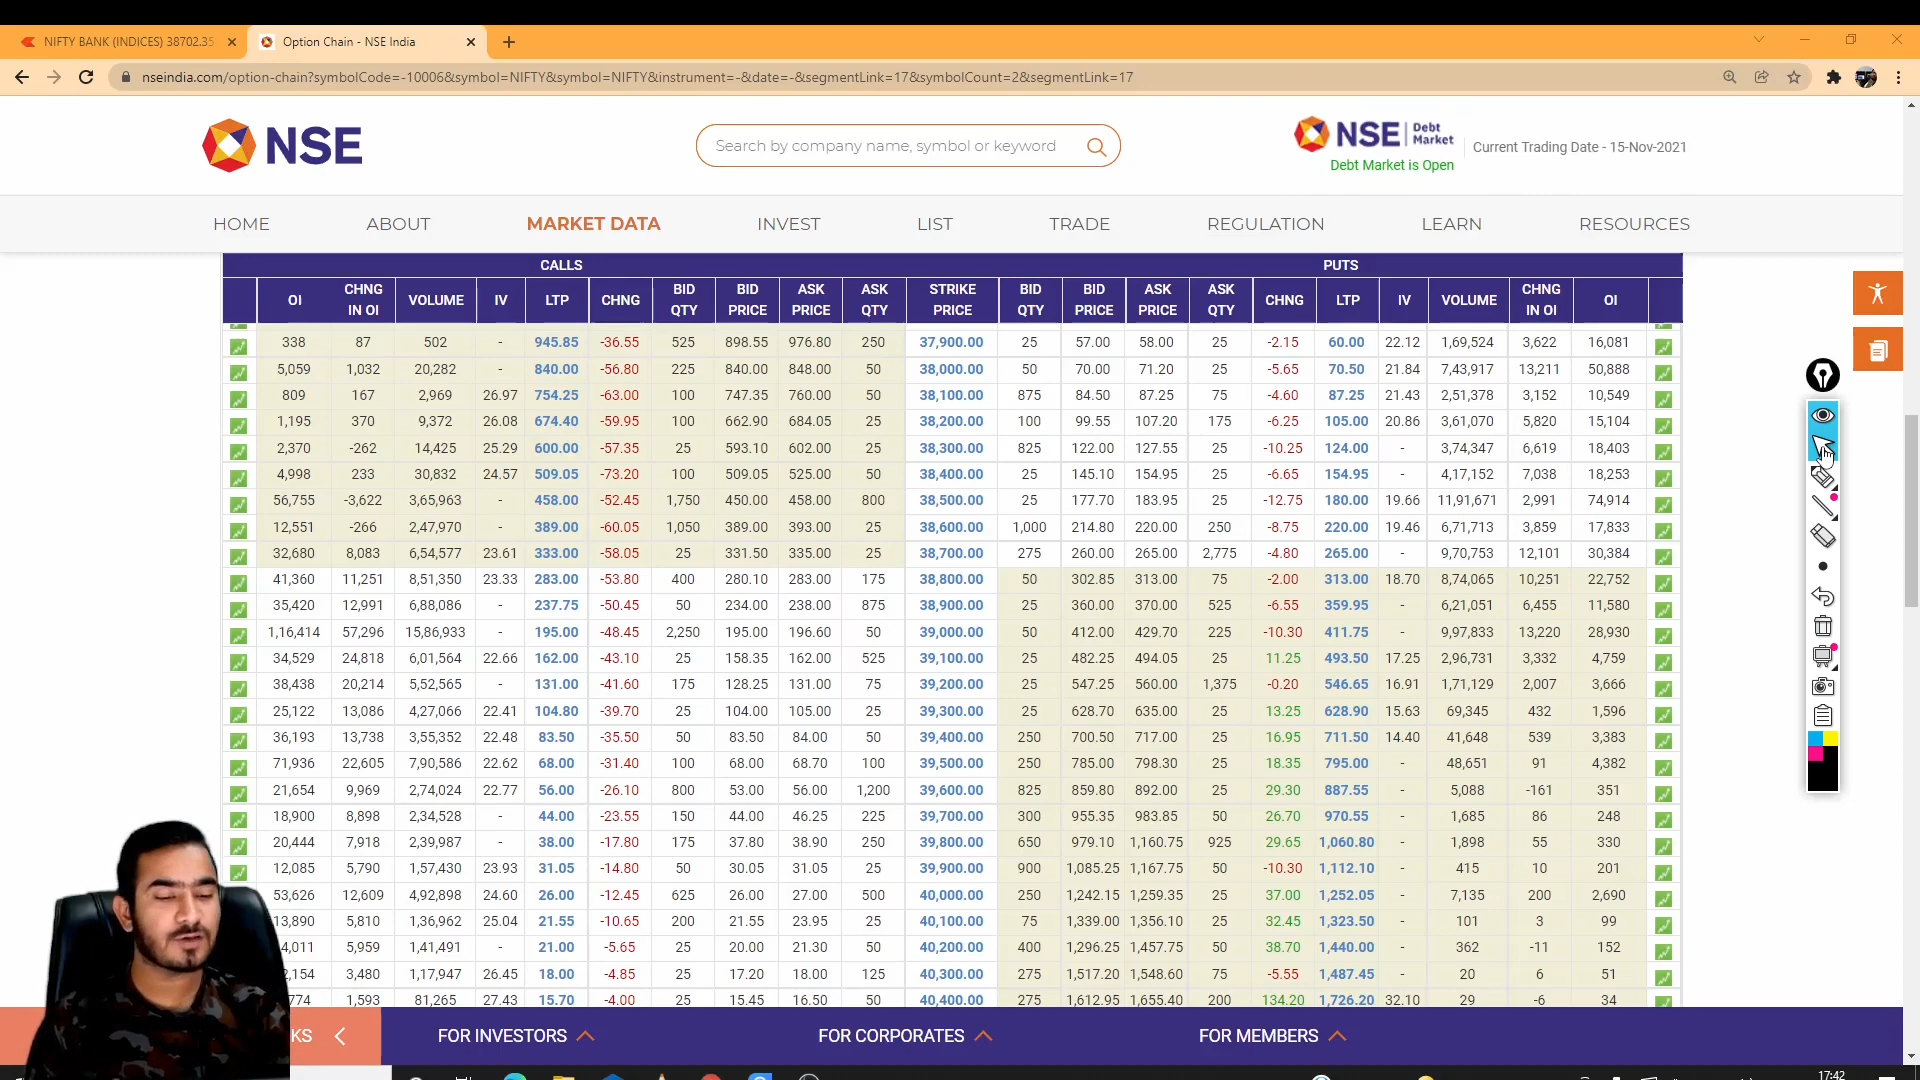 NIFTY BANK (INDICES) 38702.35
Option Chain - NSE India
nseindia.com/option-chain?symbolCode=-10006&symbol=NIFTY&symbol=NIFTY&instrument=-&date=-&segmentLink=17&symbolCount=2&segmentLink=17
NSE
Search by company name, symbol or keyword
NSE Debt Market
Debt Market is Open
Current Trading Date - 15-Nov-2021
HOME ABOUT MARKET DATA INVEST LIST TRADE REGULATION LEARN RESOURCES
CALLS PUTS
OI CHNG IN OI VOLUME IV LTP CHNG BID QTY BID PRICE ASK PRICE ASK QTY STRIKE PRICE BID QTY BID PRICE ASK PRICE ASK QTY CHNG LTP IV VOLUME CHNG IN OI OI
338 87 502 - 945.85 -36.55 525 898.55 976.80 250 37,900.00 25 57.00 58.00 25 -2.15 60.00 22.12 1,69,524 3,622 16,081
5,059 1,032 20,282 - 840.00 -56.80 225 840.00 848.00 50 38,000.00 50 70.00 71.20 25 -5.65 70.50 21.84 7,43,917 13,211 50,888
809 167 2,969 26.97 754.25 -63.00 100 747.35 760.00 50 38,100.00 875 84.50 87.25 75 -4.60 87.25 21.43 2,51,378 3,152 10,549
1,195 370 9,372 26.08 674.40 -59.95 100 662.90 684.05 25 38,200.00 100 99.55 107.20 175 -6.25 105.00 20.86 3,61,070 5,820 15,104
2,370 -262 14,425 25.29 600.00 -57.35 25 593.10 602.00 25 38,300.00 825 122.00 127.55 25 -10.25 124.00 - 3,74,347 6,619 18,403
4,998 233 30,832 24.57 509.05 -73.20 100 509.05 525.00 50 38,400.00 25 145.10 154.95 25 -6.65 154.95 - 4,17,152 7,038 18,253
56,755 -3,622 3,65,963 - 458.00 -52.45 1,750 450.00 458.00 800 38,500.00 25 177.70 183.95 25 -12.75 180.00 19.66 11,91,671 2,991 74,914
12,551 -266 2,47,970 - 389.00 -60.05 1,050 389.00 393.00 25 38,600.00 1,000 214.80 220.00 250 -8.75 220.00 19.46 6,71,713 3,859 17,833
32,680 8,083 6,54,577 23.61 333.00 -58.05 25 331.50 335.00 25 38,700.00 275 260.00 265.00 2,775 -4.80 265.00 - 9,70,753 12,101 30,384
41,360 11,251 8,51,350 23.33 283.00 -53.80 400 280.10 283.00 175 38,800.00 50 302.85 313.00 75 -2.00 313.00 18.70 8,74,065 10,251 22,752
35,420 12,991 6,88,086 - 237.75 -50.45 50 234.00 238.00 875 38,900.00 25 360.00 370.00 525 -6.55 359.95 - 6,21,051 6,455 11,580
1,16,414 57,296 15,86,933 - 195.00 -48.45 2,250 195.00 196.60 50 39,000.00 50 412.00 429.70 225 -10.30 411.75 - 9,97,833 13,220 28,930
34,529 24,818 6,01,564 22.66 162.00 -43.10 25 158.35 162.00 525 39,100.00 25 482.25 494.05 25 11.25 493.50 17.25 2,96,731 3,332 4,759
38,438 20,214 5,52,565 - 131.00 -41.60 175 128.25 131.00 75 39,200.00 25 547.25 560.00 1,375 -0.20 546.65 16.91 1,71,129 2,007 3,666
25,122 13,086 4,27,066 22.41 104.80 -39.70 25 104.00 105.00 25 39,300.00 25 628.70 635.00 25 13.25 628.90 15.63 69,345 432 1,596
36,193 13,738 3,55,352 22.48 83.50 -35.50 50 83.50 84.00 50 39,400.00 250 700.50 717.00 25 16.95 711.50 14.40 41,648 539 3,383
71,936 22,605 7,90,586 22.62 68.00 -31.40 100 68.00 68.70 100 39,500.00 250 785.00 798.30 25 18.35 795.00 - 48,651 91 4,382
21,654 9,969 2,74,024 22.77 56.00 -26.10 800 53.00 56.00 1,200 39,600.00 825 859.80 892.00 25 29.30 887.55 - 5,088 -161 351
18,900 8,898 2,34,528 - 44.00 -23.55 150 44.00 46.25 225 39,700.00 300 955.35 983.85 50 26.70 970.55 - 1,685 86 248
20,444 7,918 2,39,987 - 38.00 -17.80 175 37.80 38.90 250 39,800.00 650 979.10 1,160.75 925 29.65 1,060.80 - 1,898 55 330
12,085 5,790 1,57,430 23.93 31.05 -14.80 50 30.05 31.05 25 39,900.00 900 1,085.25 1,167.75 50 -10.30 1,112.10 - 415 10 201
53,626 12,609 4,92,898 24.60 26.00 -12.45 625 26.00 27.00 500 40,000.00 250 1,242.15 1,259.35 25 37.00 1,252.05 - 7,135 200 2,690
13,890 5,810 1,36,962 25.04 21.55 -10.65 200 21.55 23.95 25 40,100.00 75 1,339.00 1,356.10 25 32.45 1,323.50 - 101 3 99
4,011 5,959 1,41,491 - 21.00 -5.65 25 20.00 21.30 50 40,200.00 400 1,296.25 1,457.75 50 38.70 1,440.00 - 362 -11 152
2,154 3,480 1,17,947 26.45 18.00 -4.85 25 17.20 18.00 125 40,300.00 275 1,517.20 1,548.60 75 -5.55 1,487.45 - 20 6 51
774 1,593 81,265 27.43 15.70 -4.00 25 15.45 16.50 50 40,400.00 275 1,612.95 1,655.40 200 134.20 1,726.20 32.10 29 -6 34
KS FOR INVESTORS FOR CORPORATES FOR MEMBERS
17:42